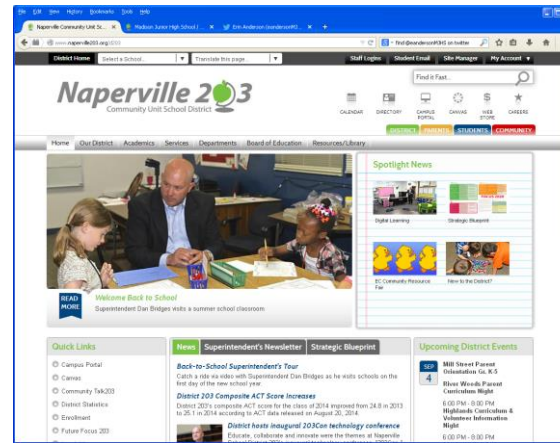 File Edit View History Bookmarks Tools Help
Naperville Community Unit Sc...
Madison Junior High School | ...
www.naperville203.org
District Home
Select a School...
Translate this page...
Staff Logins
Student Email
Site Manager
My Account
Find it Fast...
Naperville 203
Community Unit School District
CALENDAR
DIRECTORY
CAMPUS PORTAL
CANVAS
WEB STORE
CAREERS
DISTRICT
PARENTS
STUDENTS
COMMUNITY
Home
Our District
Academics
Services
Departments
Board of Education
Resources/Library
Spotlight News
Digital Learning
Strategic Blueprint
EC Community Resource Fair
New to the District?
READ MORE
Welcome Back to School
Superintendent Dan Bridges visits a summer school classroom
Quick Links
Campus Portal
Canvas
Community Talk203
District Statistics
Enrollment
Future Focus 203
News
Superintendent's Newsletter
Strategic Blueprint
Back-to-School Superintendent's Tour
Catch a ride via video with Superintendent Dan Bridges as he visits schools on the
first day of the new school year.
District 203 Composite ACT Score Increases
District 203's composite ACT score for the class of 2014 improved from 24.8 in 2013
to 25.1 in 2014 according to ACT data released on August 20, 2014.
District hosts inaugural 203Con technology conference
Educate, collaborate and innovate were the themes at Naperville
Upcoming District Events
SEP
4
Mill Street Parent
Orientation Gr. K-5
River Woods Parent
Curriculum Night
6:00 PM - 8:00 PM
Highlands Curriculum &
Volunteer Information
Night
6:00 PM - 8:00 PM